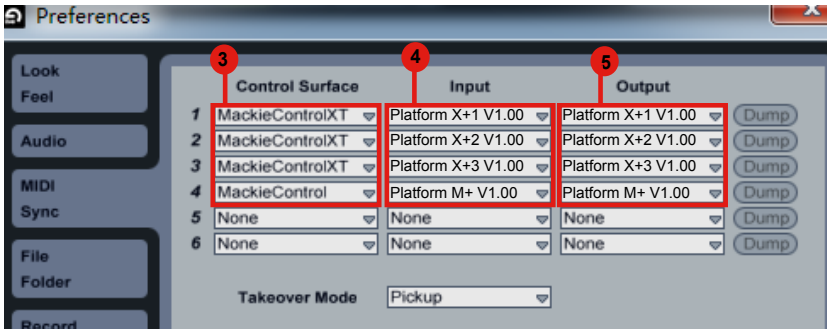 Preferences
Look
Feel
Audio
MIDI
Sync
File
Folder
Record
3 4 5
Control Surface Input Output
1 MackieControlXT Platform X+1 V1.00 Platform X+1 V1.00 Dump
2 MackieControlXT Platform X+2 V1.00 Platform X+2 V1.00 Dump
3 MackieControlXT Platform X+3 V1.00 Platform X+3 V1.00 Dump
4 MackieControl Platform M+ V1.00 Platform M+ V1.00 Dump
5 None None None Dump
6 None None None Dump
Takeover Mode Pickup